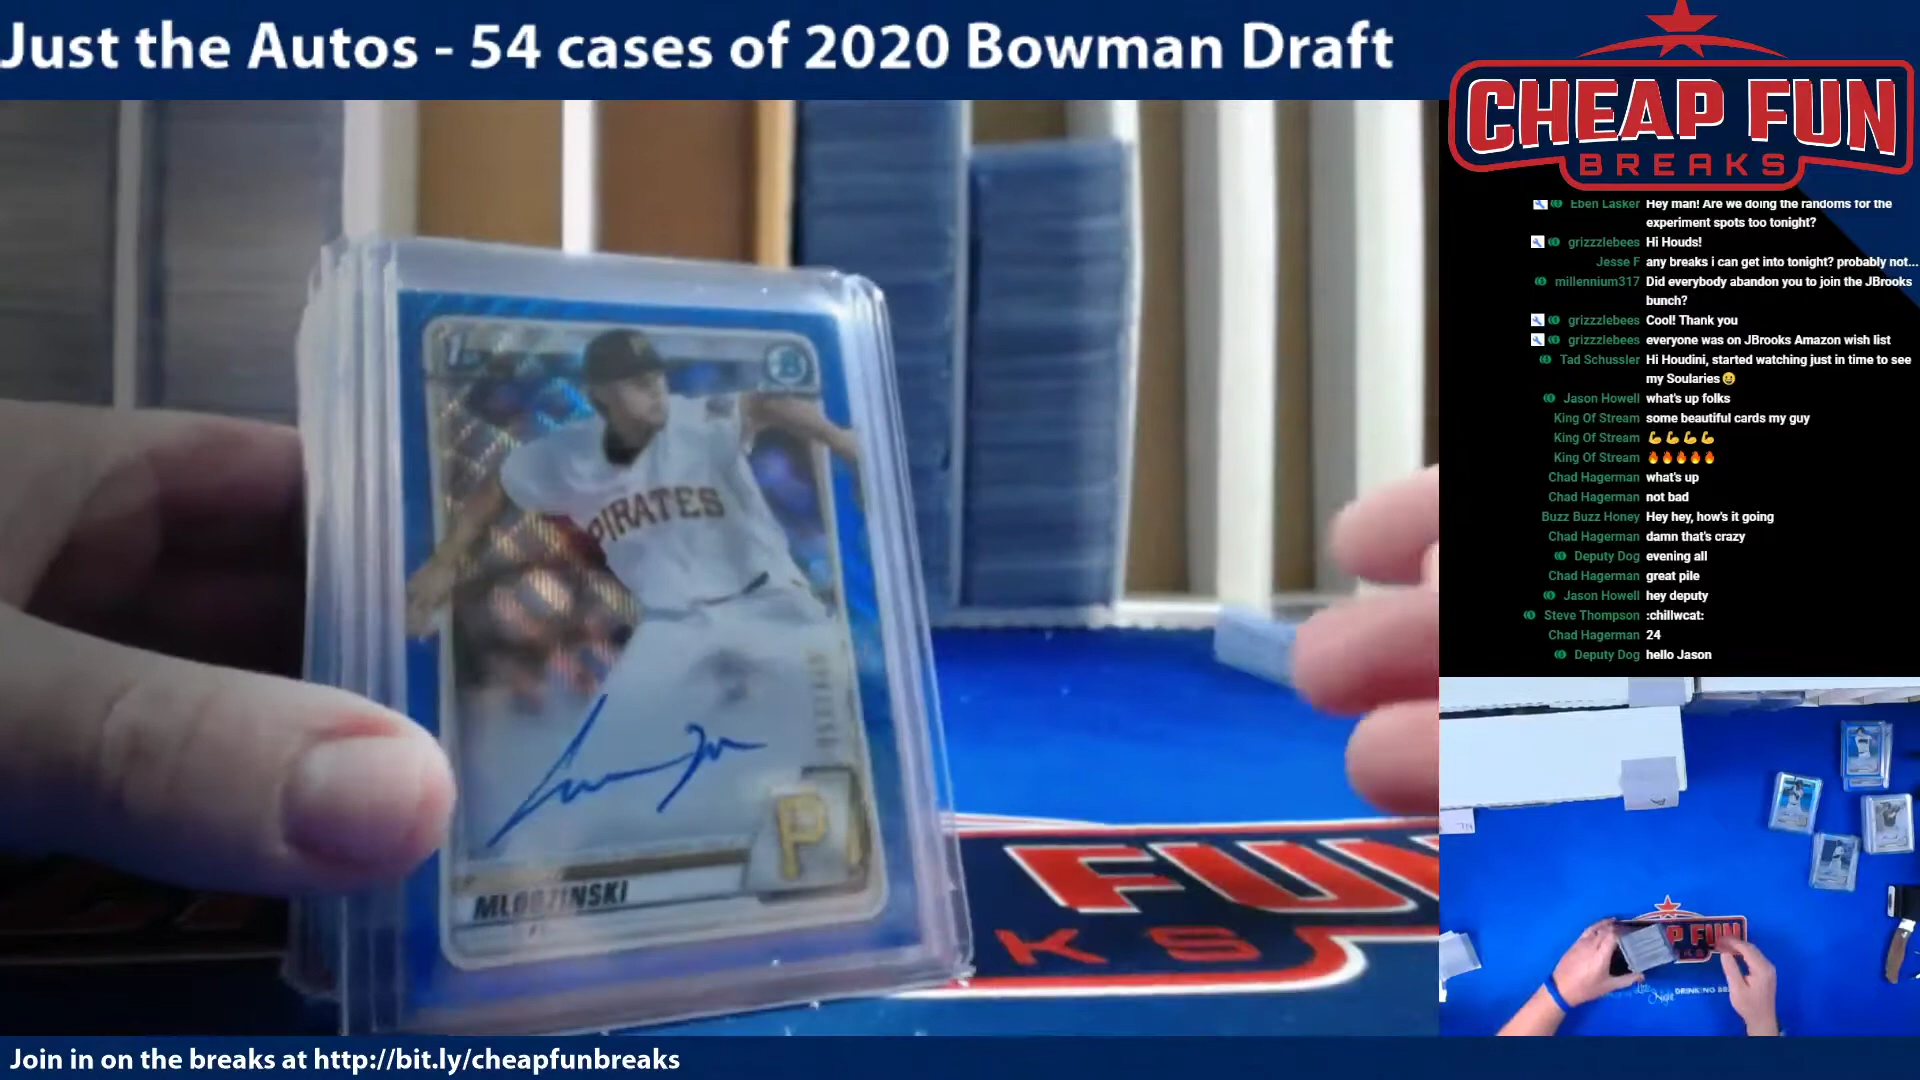 Just the Autos - 54 cases of 2020 Bowman Draft
CHEAP FUN
BREAKS
Eben Lasker Hey man! Are we doing the randoms for the
experiment spots too tonight?
grizzzlebees Hi Houds!
Jesse F any breaks i can get into tonight? probably not...
millennium317 Did everybody abandon you to join the JBrooks
bunch?
grizzzlebees Cool! Thank you
grizzzlebees everyone was on JBrooks Amazon wish list
Tad Schussler Hi Houdini, started watching just in time to see
my Soularies😆
Jason Howell what's up folks
King Of Stream some beautiful cards my guy
King Of Stream 💪💪💪💪
King Of Stream 🔥🔥🔥🔥🔥
Chad Hagerman what's up
Chad Hagerman not bad
Buzz Buzz Honey Hey hey, how's it going
Chad Hagerman damn that's crazy
Deputy Dog evening all
Chad Hagerman great pile
Jason Howell hey deputy
Steve Thompson :chillwcat:
Chad Hagerman 24
Deputy Dog hello Jason
1st
B
PIRATES
P
MLODZINSKI
FU
K S
P FUN
KS
DRINKING
Join in on the breaks at http://bit.ly/cheapfunbreaks